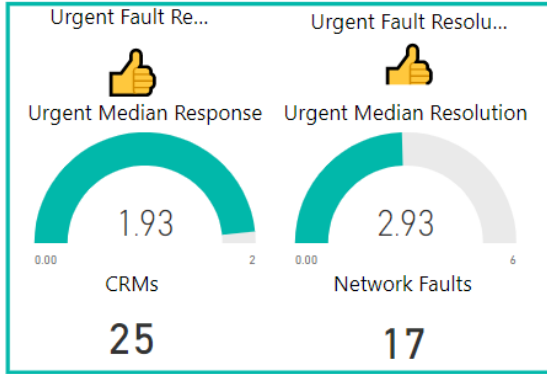 Urgent Fault Re...
Urgent Fault Resolu...
Urgent Median Response
Urgent Median Resolution
1.93
2.93
0.00
2
0.00
6
CRMs
Network Faults
25
17